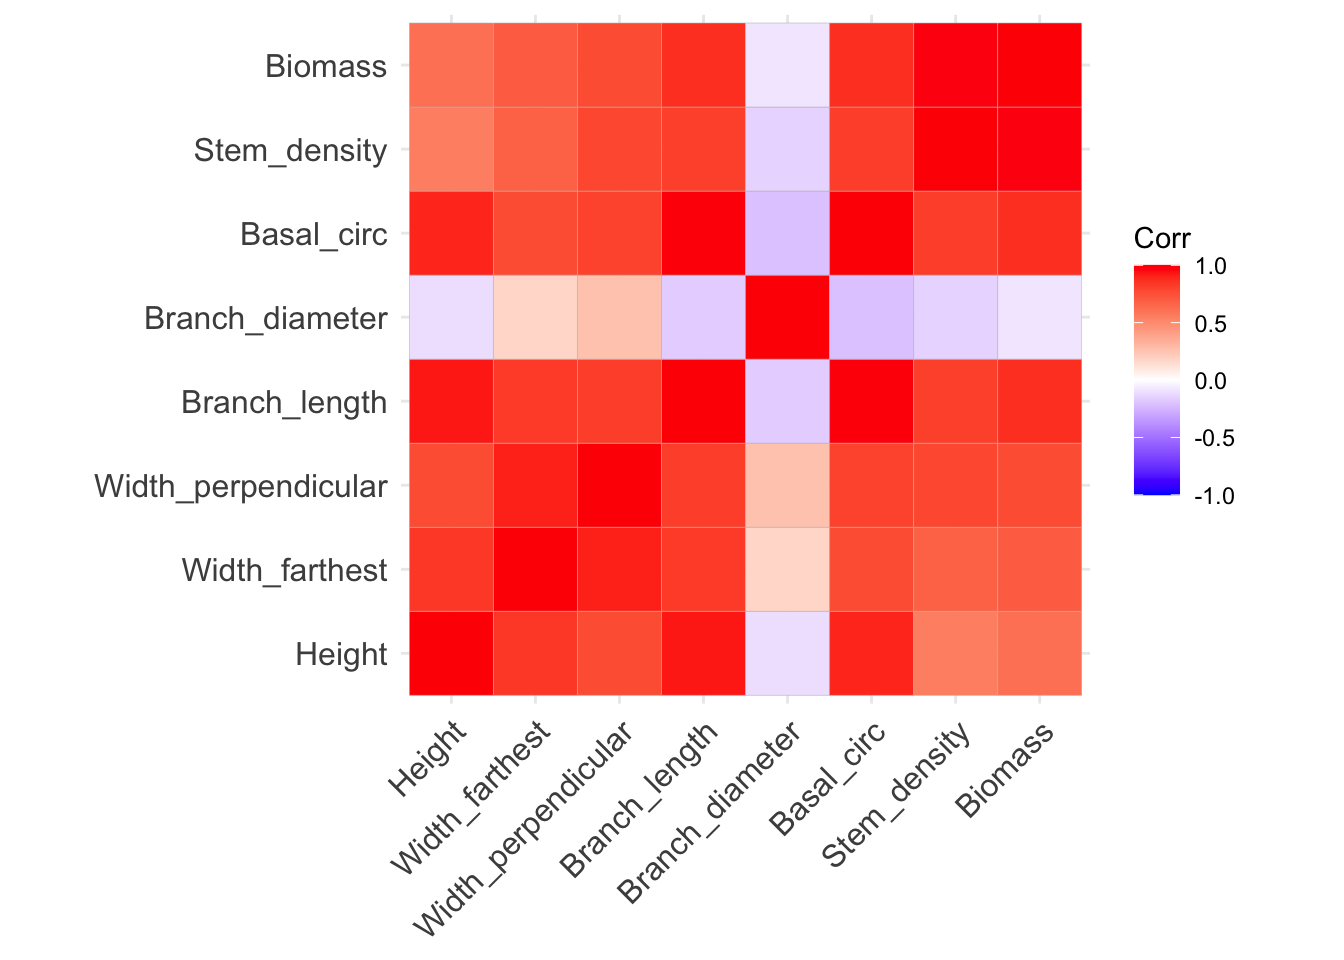 Biomass
Stem_density
Basal_circ
Branch_diameter
Branch_length
Width_perpendicular
Width_farthest
Height
Height
Width_farthest
Width_perpendicular
Branch_length
Branch_diameter
Basal_circ
Stem_density
Biomass
Corr
1.0
0.5
0.0
-0.5
-1.0